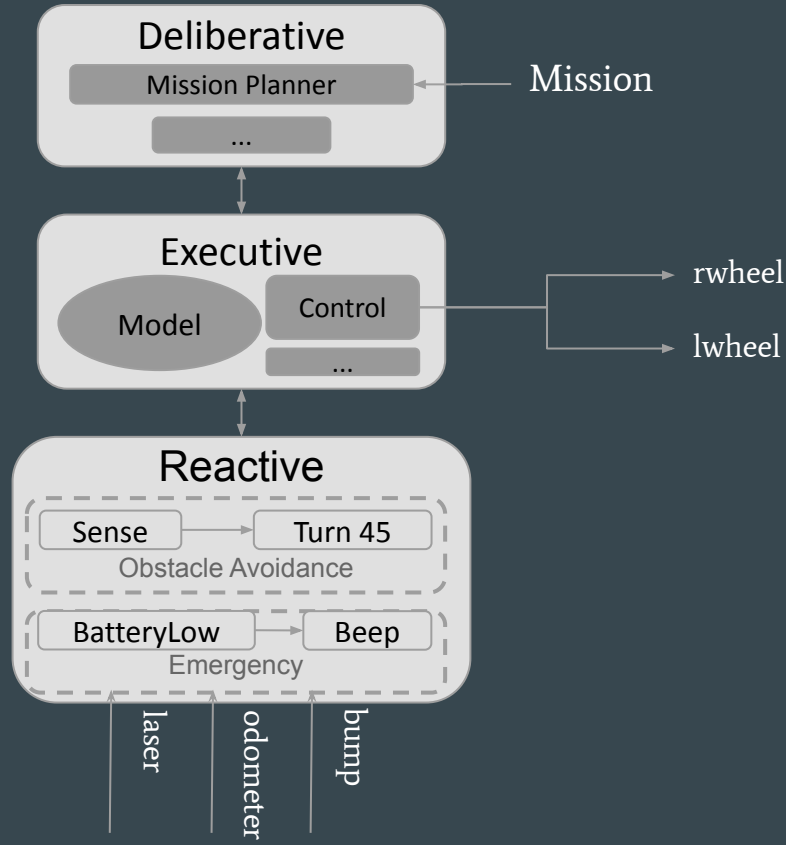 Deliberative
Mission Planner
Mission
...
Executive
Model
Control
...
rwheel
lwheel
Reactive
Sense
Turn 45
Obstacle Avoidance
BatteryLow
Beep
Emergency
laser
odometer
bump